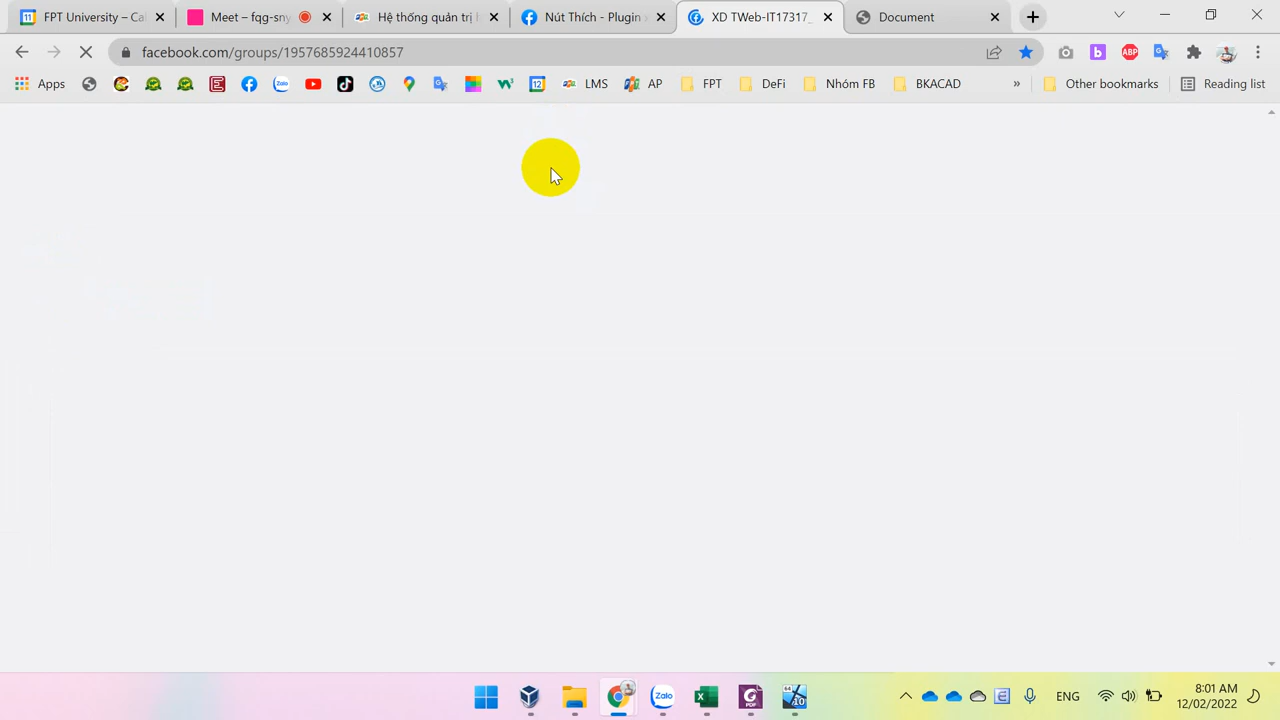 FPT University – Cal
Meet – fqg-sny
Hệ thống quản trị h
Nút Thích - Plugin x
XD TWeb-IT17317_
Document
facebook.com/groups/1957685924410857
Apps
LMS
AP
FPT
DeFi
Nhóm FB
BKACAD
Other bookmarks
Reading list
ENG
8:01 AM
12/02/2022